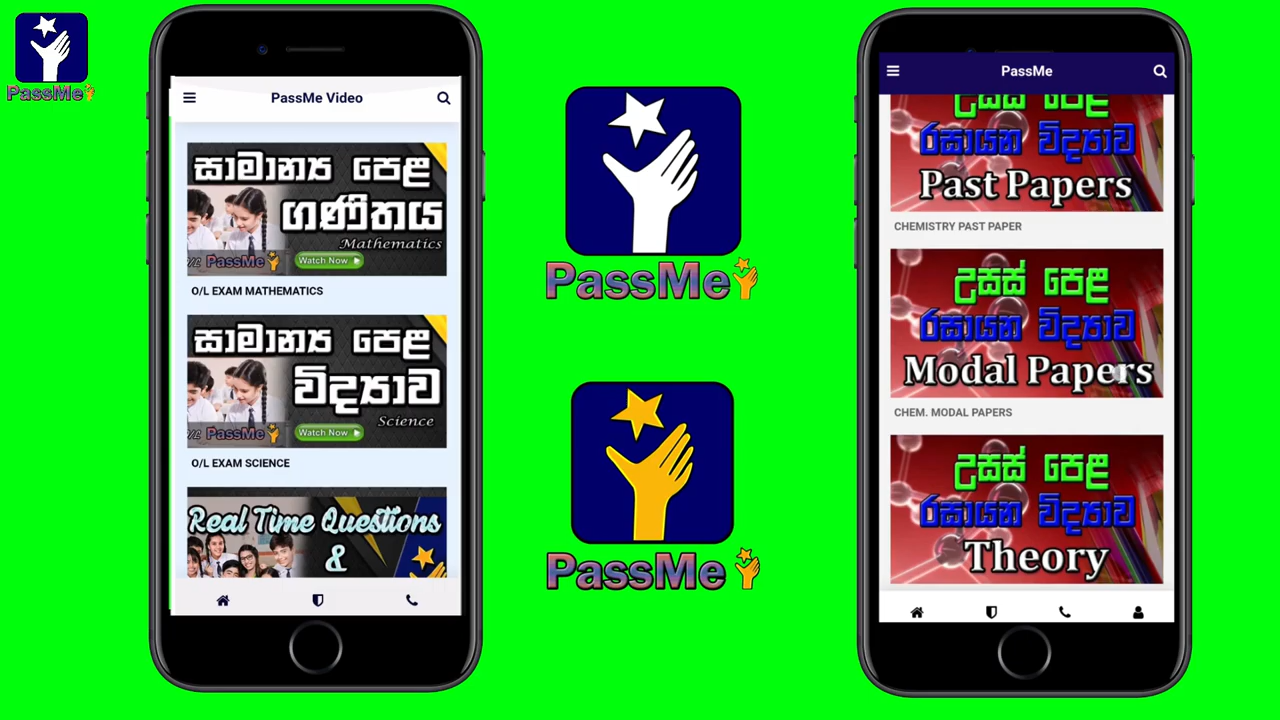 PassMe
PassMe Video
සාමාන්‍ය පෙළ
ගණිතය
Mathematics
PassMe
Watch Now
O/L EXAM MATHEMATICS
සාමාන්‍ය පෙළ
විද්‍යාව
Science
PassMe
Watch Now
O/L EXAM SCIENCE
Real Time Questions
&
PassMe
PassMe
PassMe
උසස් පෙළ
රසායන විද්‍යාව
Past Papers
CHEMISTRY PAST PAPER
උසස් පෙළ
රසායන විද්‍යාව
Modal Papers
CHEM. MODAL PAPERS
උසස් පෙළ
රසායන විද්‍යාව
Theory